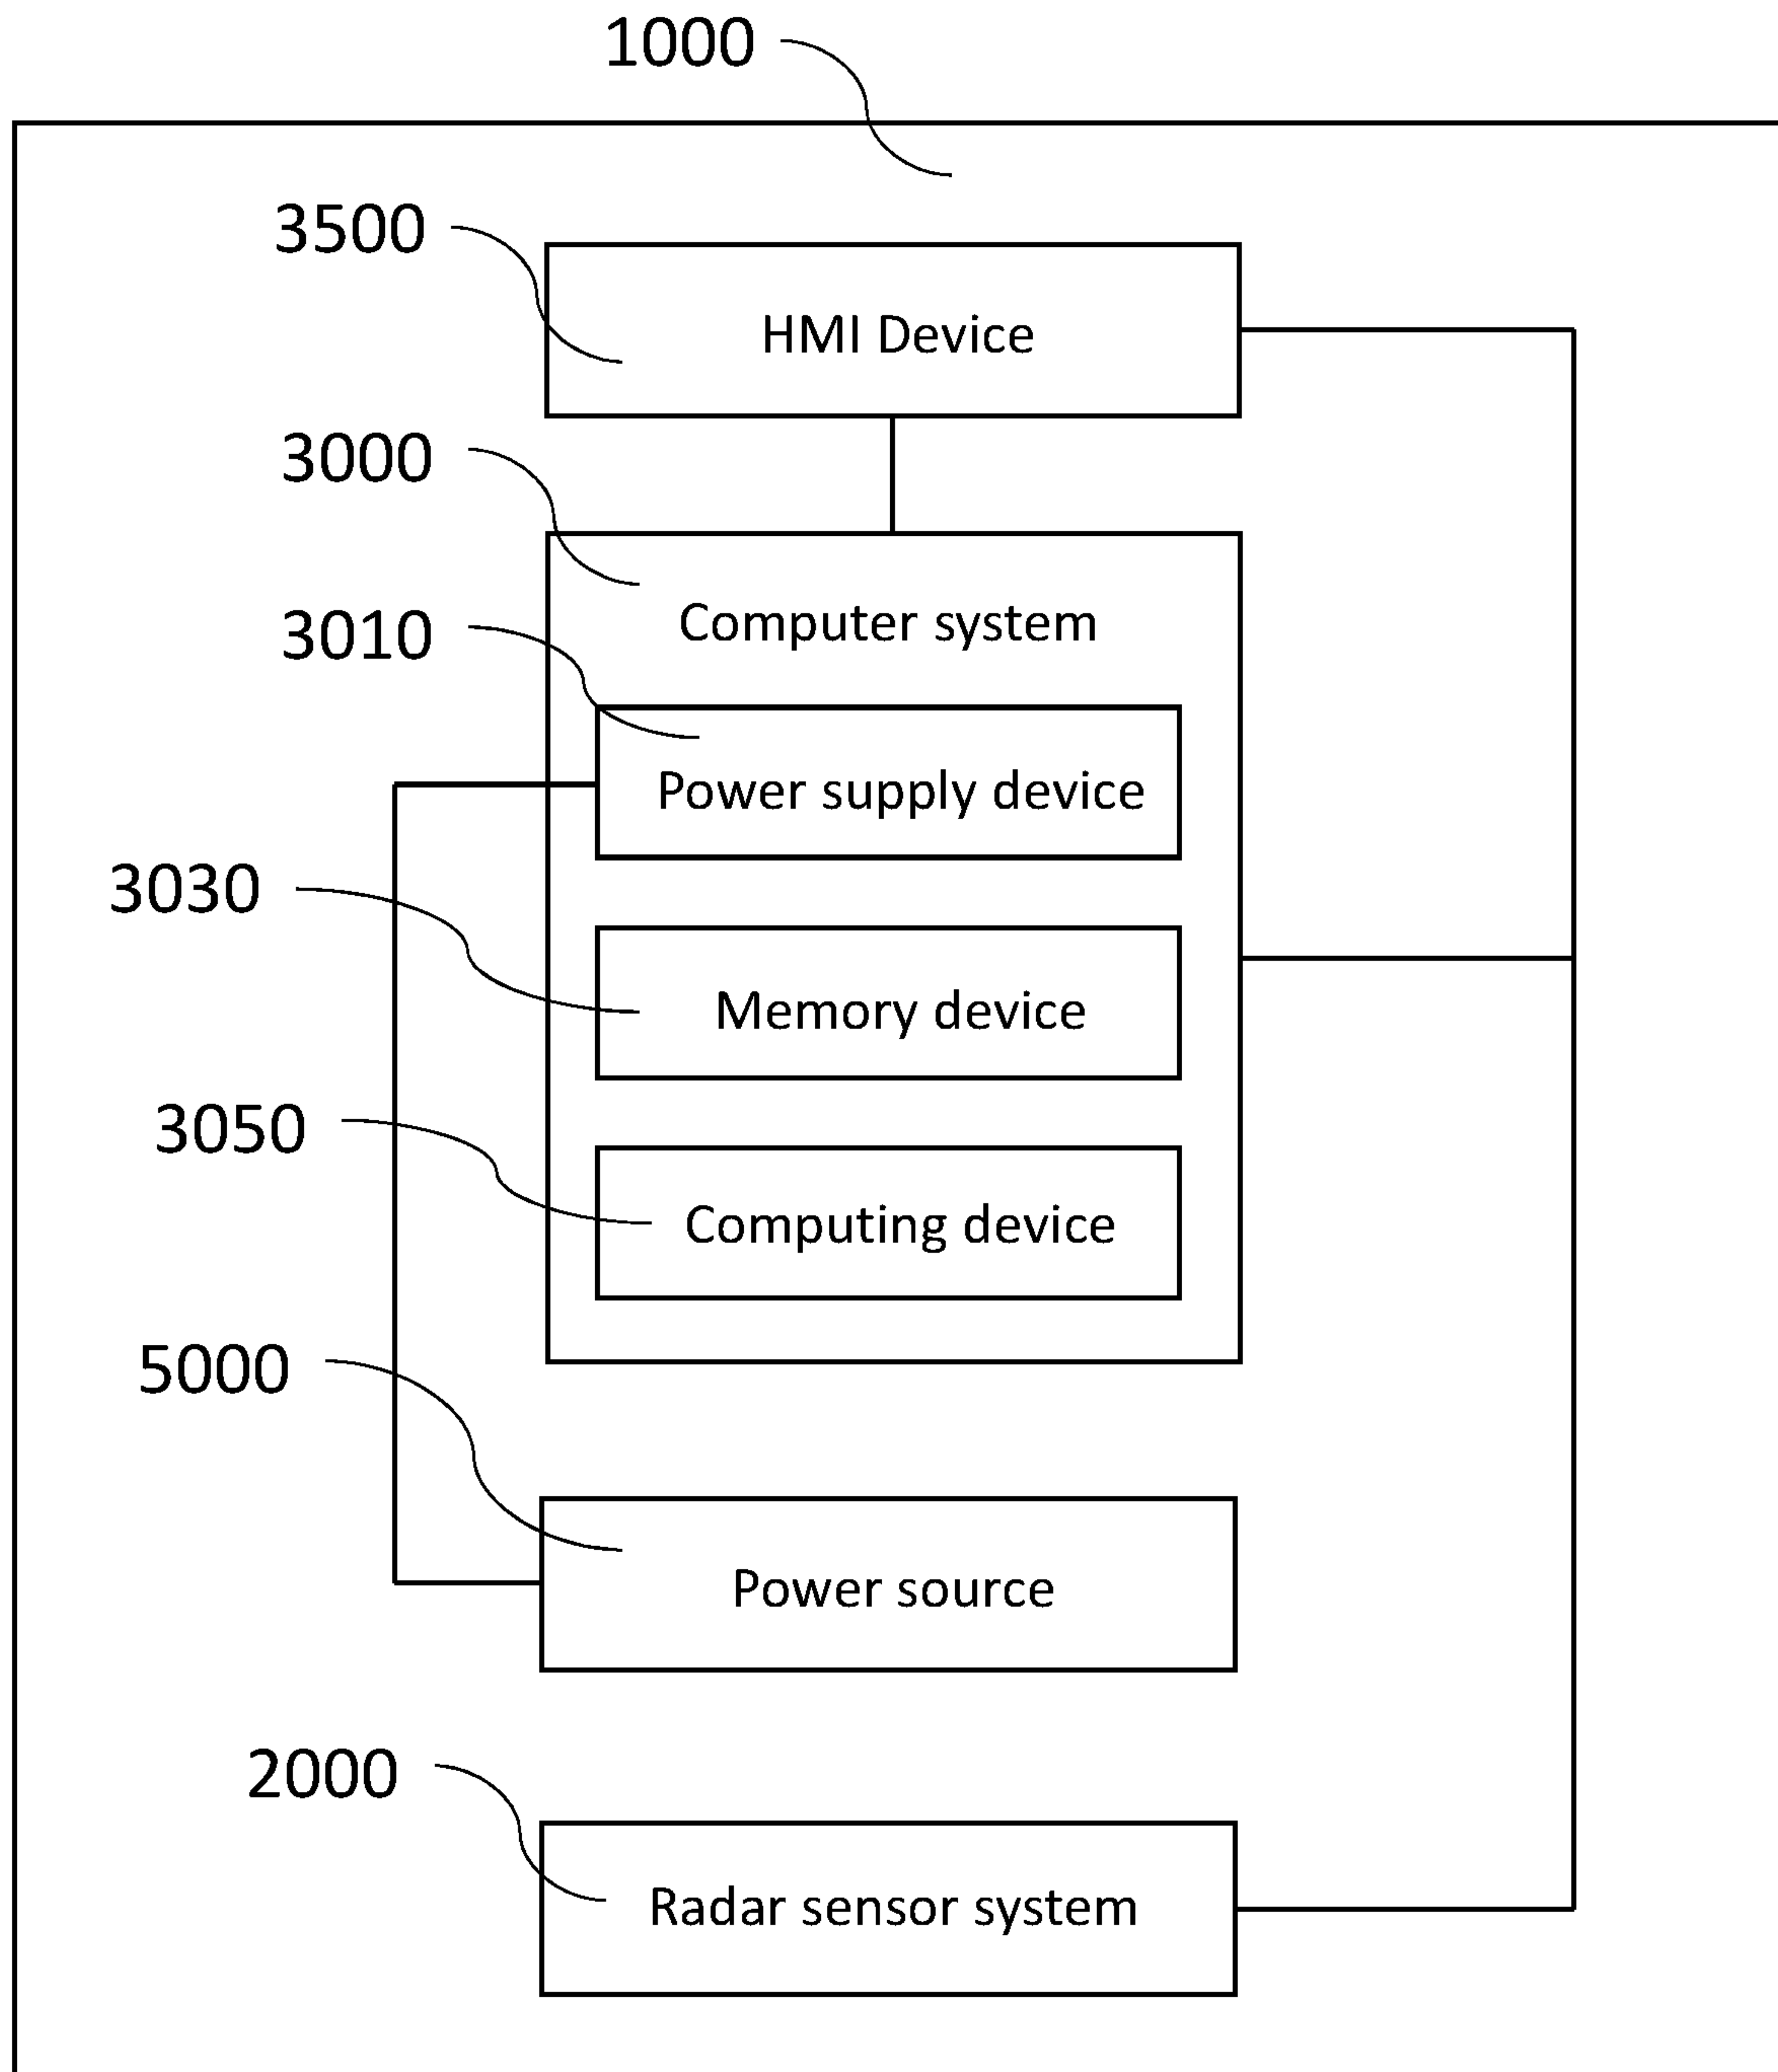 1000
3500
HMI Device
3000
Computer system
3010
Power supply device
3030
Memory device
3050
Computing device
5000
Power source
2000
Radar sensor system